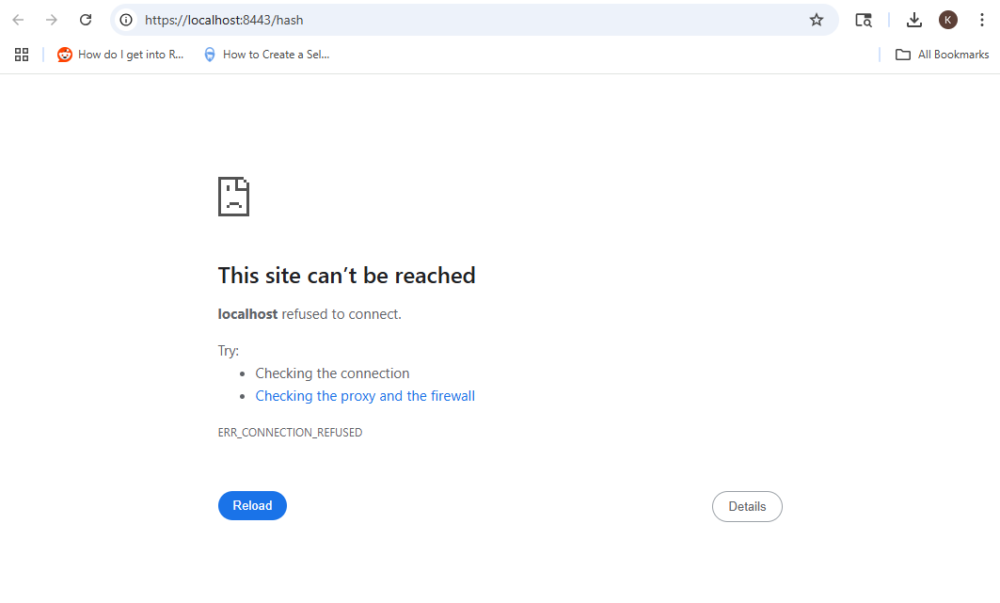 https://localhost:8443/hash
K
How do I get into R...
How to Create a Sel...
All Bookmarks
This site can’t be reached
localhost refused to connect.
Try:
• Checking the connection
• Checking the proxy and the firewall
ERR_CONNECTION_REFUSED
Reload
Details